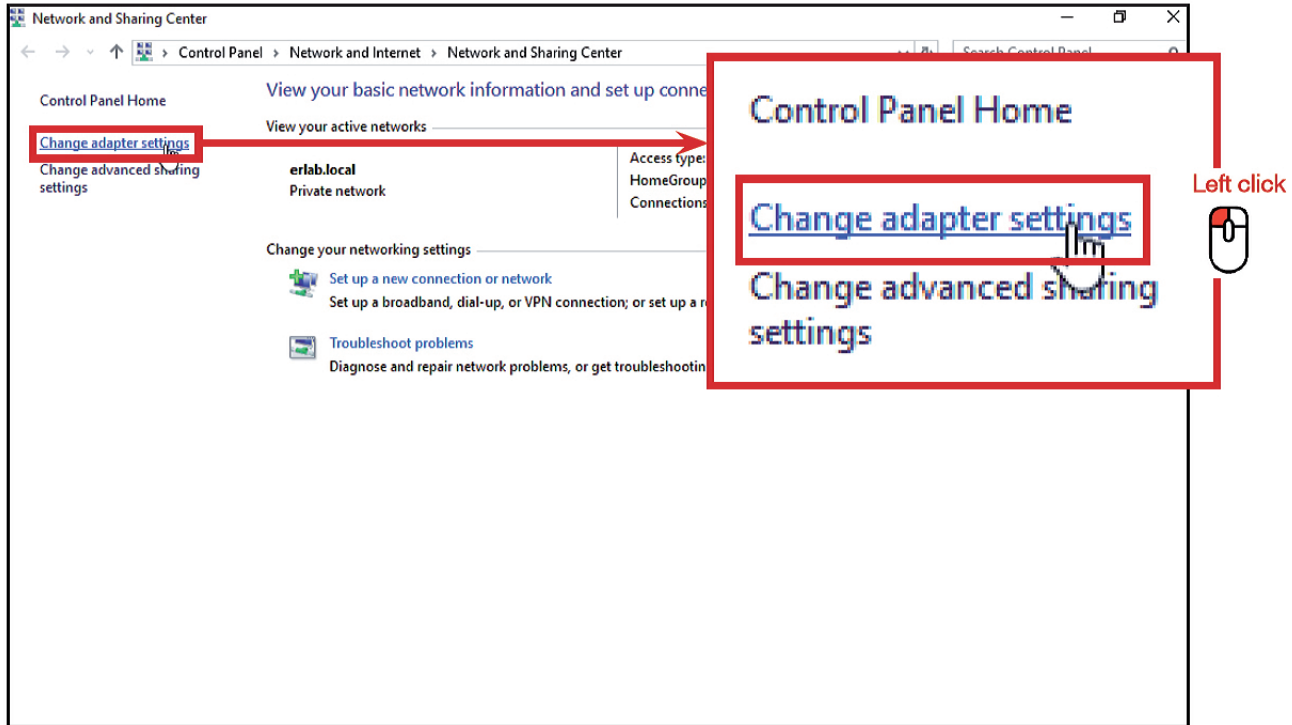 Network and Sharing Center
Control Panel > Network and Internet > Network and Sharing Center
Search Control Panel
Control Panel Home
Change adapter settings
Change advanced sharing
settings
View your basic network information and set up conne
View your active networks
erlab.local
Private network
Access type:
HomeGroup
Connections
Change your networking settings
Set up a new connection or network
Set up a broadband, dial-up, or VPN connection; or set up a
Troubleshoot problems
Diagnose and repair network problems, or get troubleshootin
Control Panel Home
Change adapter settings
Change advanced sharing
settings
Left click